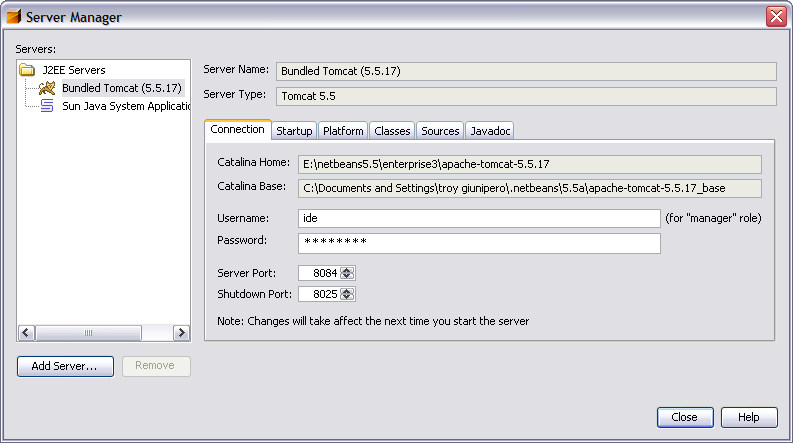 Server Manager
Servers:
J2EE Servers
Bundled Tomcat (5.5.17)
Sun Java System Applicatio
Server Name: Bundled Tomcat (5.5.17)
Server Type: Tomcat 5.5
Connection Startup Platform Classes Sources Javadoc
Catalina Home: E:\netbeans5.5\enterprise3\apache-tomcat-5.5.17
Catalina Base: C:\Documents and Settings\troy giunipero\.netbeans\5.5a\apache-tomcat-5.5.17_base
Username: ide (for "manager" role)
Password: ********
Server Port: 8084
Shutdown Port: 8025
Note: Changes will take affect the next time you start the server
Add Server... Remove
Close Help